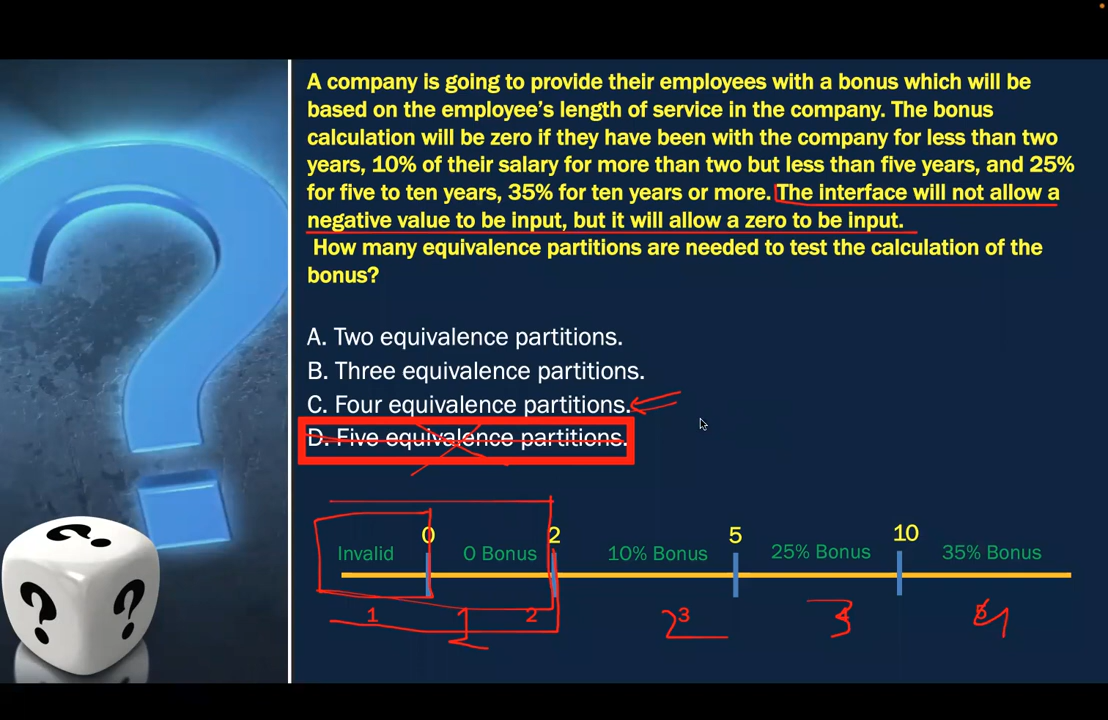 A company is going to provide their employees with a bonus which will be
based on the employee's length of service in the company. The bonus
calculation will be zero if they have been with the company for less than two
years, 10% of their salary for more than two but less than five years, and 25%
for five to ten years, 35% for ten years or more. The interface will not allow a
negative value to be input, but it will allow a zero to be input.
How many equivalence partitions are needed to test the calculation of the
bonus?
A. Two equivalence partitions.
B. Three equivalence partitions.
C. Four equivalence partitions.
D. Five equivalence partitions.
0 2 5 10
Invalid 0 Bonus 10% Bonus 25% Bonus 35% Bonus
1 1 2 2 3 3 4 5 4
? ? ?